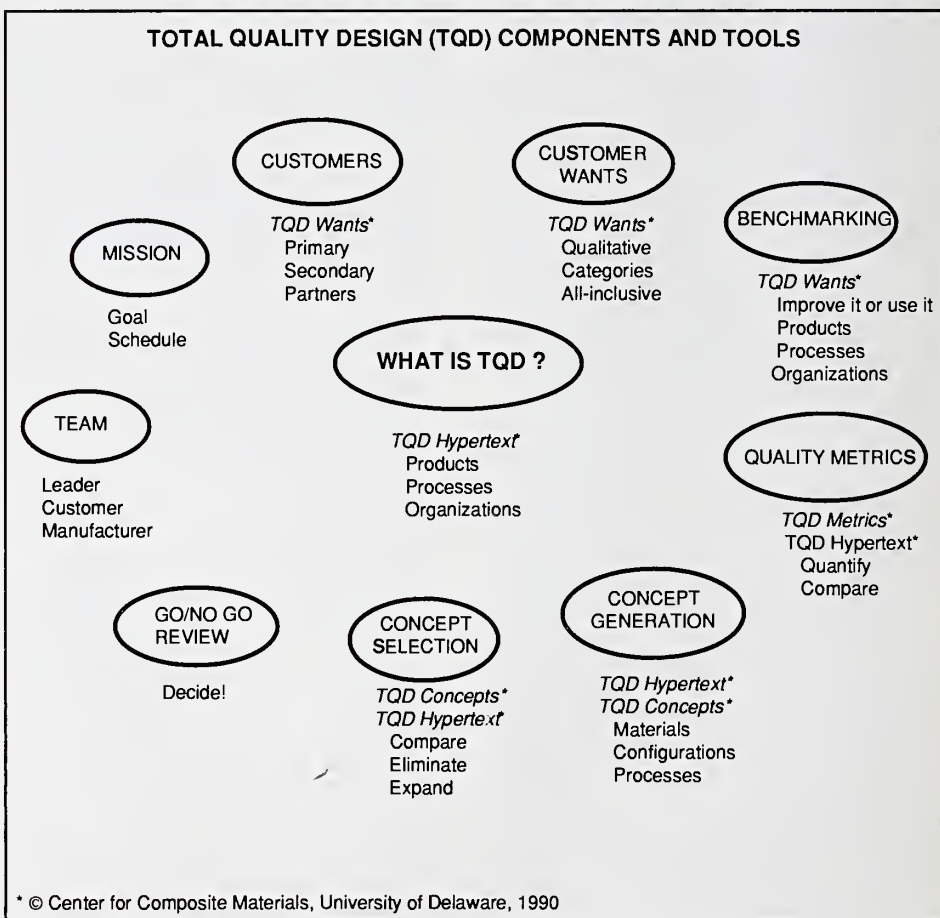 TOTAL QUALITY DESIGN (TQD) COMPONENTS AND TOOLS
CUSTOMERS
TQD Wants*
Primary
Secondary
Partners
CUSTOMER
WANTS
TQD Wants*
Qualitative
Categories
All-inclusive
BENCHMARKING
TQD Wants*
Improve it or use it
Products
Processes
Organizations
MISSION
Goal
Schedule
WHAT IS TQD ?
TQD Hypertext*
Products
Processes
Organizations
TEAM
Leader
Customer
Manufacturer
QUALITY METRICS
TQD Metrics*
TQD Hypertext*
Quantify
Compare
GO/NO GO
REVIEW
Decide!
CONCEPT
SELECTION
TQD Concepts*
TQD Hypertext*
Compare
Eliminate
Expand
CONCEPT
GENERATION
TQD Hypertext*
TQD Concepts*
Materials
Configurations
Processes
* © Center for Composite Materials, University of Delaware, 1990